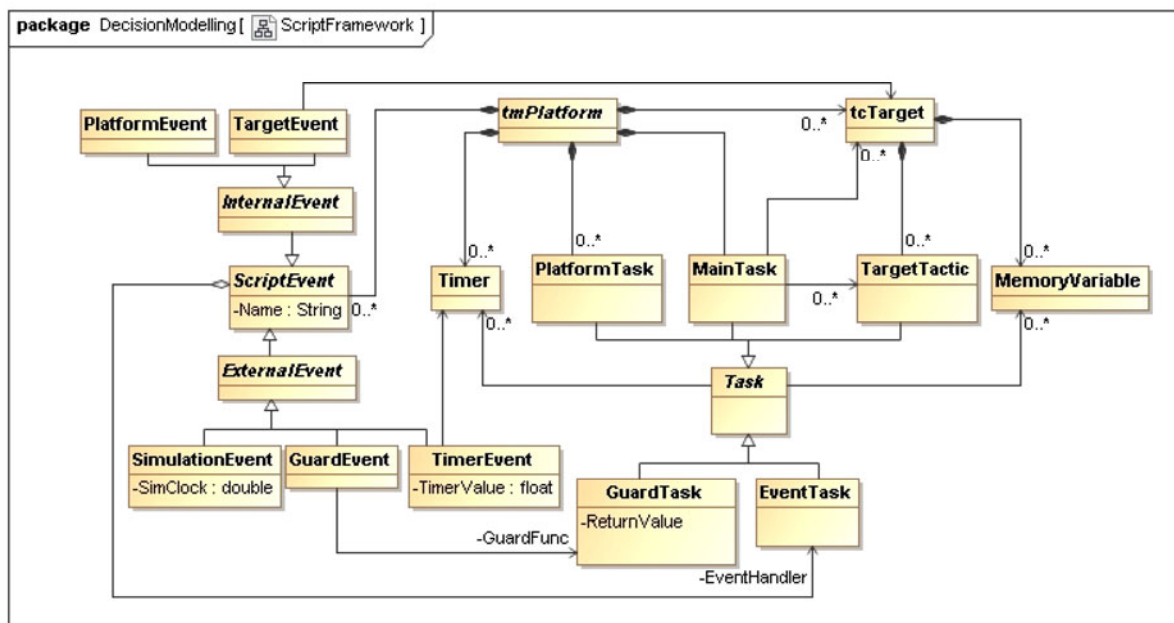 package DecisionModelling[ ScriptFramework ]
PlatformEvent
TargetEvent
tmPlatform
tcTarget
0..*
0..*
InternalEvent
0..*
0..*
0..*
0..*
ScriptEvent
-Name : String
0..*
Timer
PlatformTask
MainTask
TargetTactic
MemoryVariable
0..*
0..*
0..*
ExternalEvent
Task
SimulationEvent
-SimClock : double
GuardEvent
TimerEvent
-TimerValue : float
GuardTask
-ReturnValue
EventTask
-GuardFunc
-EventHandler